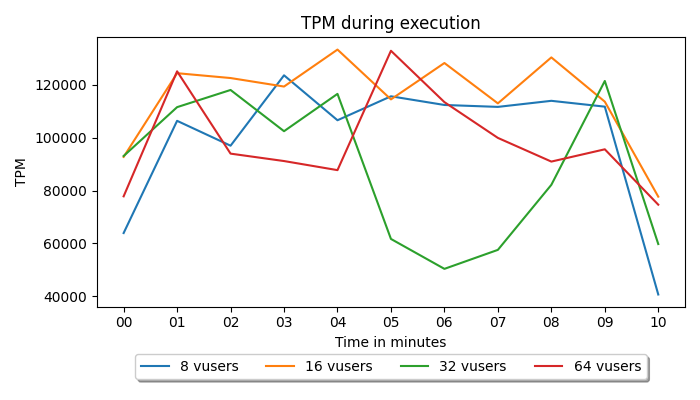 TPM during execution
120000
100000
80000
60000
40000
TPM
00 01 02 03 04 05 06 07 08 09 10
Time in minutes
8 vusers 16 vusers 32 vusers 64 vusers